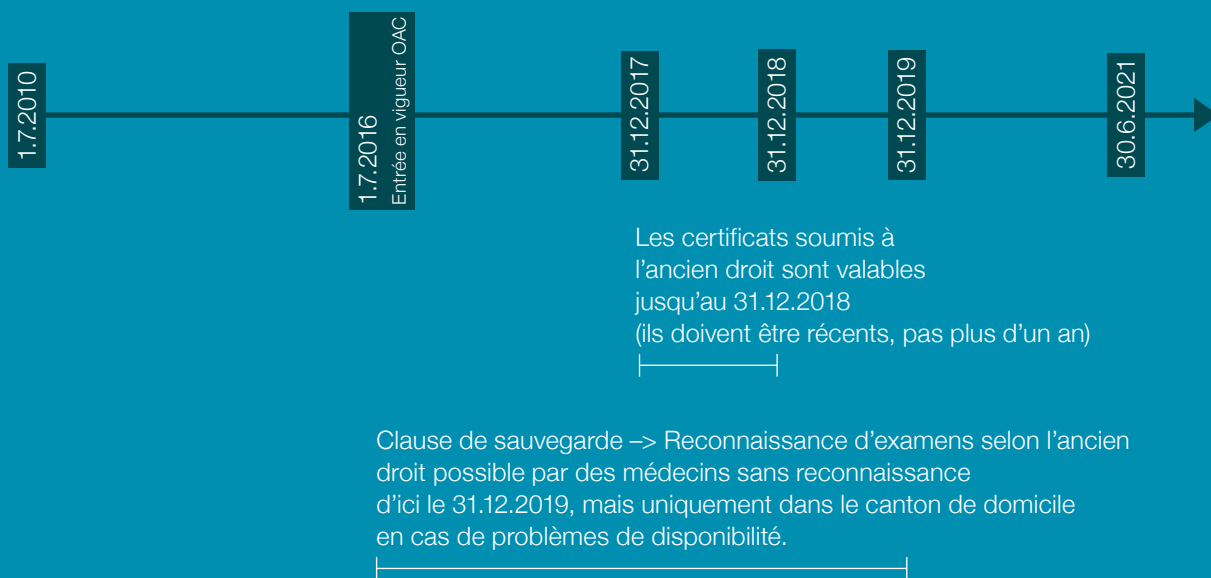 1.7.2010
1.7.2016
Entrée en vigueur OAC
31.12.2017
31.12.2018
31.12.2019
30.6.2021
Les certificats soumis à
l'ancien droit sont valables
jusqu'au 31.12.2018
(ils doivent être récents, pas plus d'un an)
Clause de sauvegarde –> Reconnaissance d'examens selon l'ancien
droit possible par des médecins sans reconnaissance
d'ici le 31.12.2019, mais uniquement dans le canton de domicile
en cas de problèmes de disponibilité.